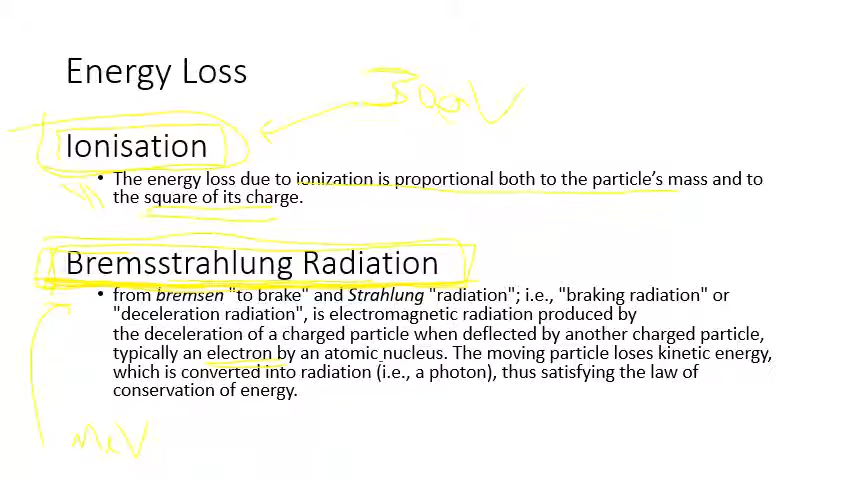 Energy Loss
30eV
Ionisation
• The energy loss due to ionization is proportional both to the particle's mass and to
the square of its charge.
Bremsstrahlung Radiation
• from bremsen "to brake" and Strahlung "radiation"; i.e., "braking radiation" or
"deceleration radiation", is electromagnetic radiation produced by
the deceleration of a charged particle when deflected by another charged particle,
typically an electron by an atomic nucleus. The moving particle loses kinetic energy,
which is converted into radiation (i.e., a photon), thus satisfying the law of
conservation of energy.
MeV